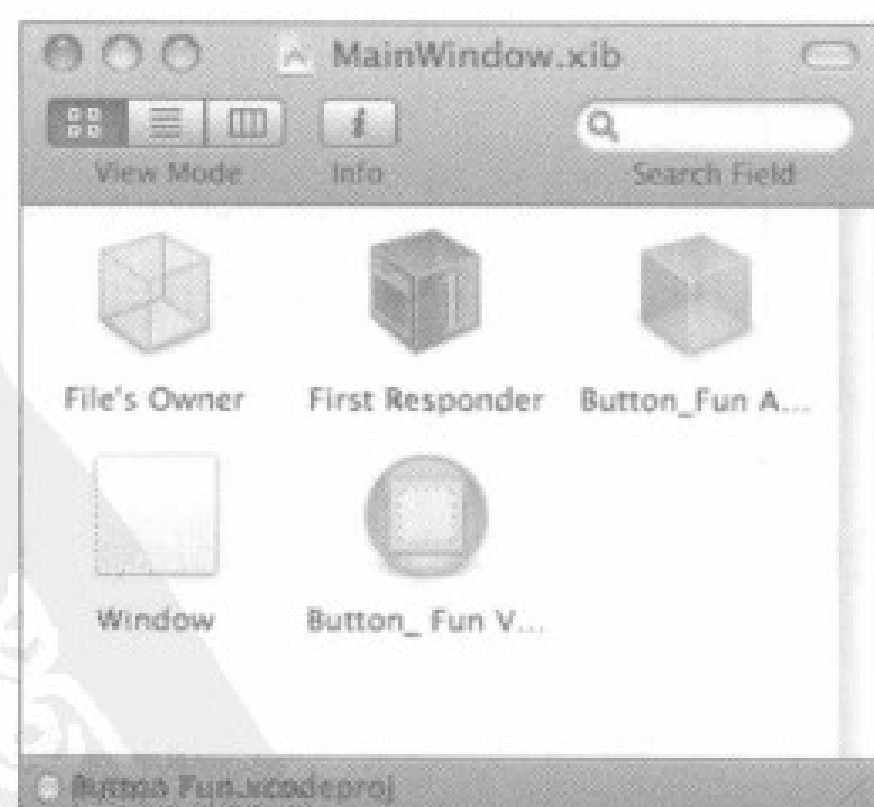 MainWindow.xib
View Mode Info Search Field
File's Owner First Responder Button_Fun A...
Window Button_ Fun V...
Button Fun.xcodeproj